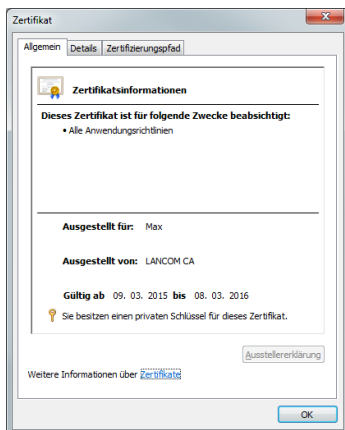 Zertifikat
Allgemein Details Zertifizierungspfad
Zertifikatsinformationen
Dieses Zertifikat ist für folgende Zwecke beabsichtigt:
• Alle Anwendungsrichtlinien
Ausgestellt für: Max
Ausgestellt von: LANCOM CA
Gültig ab 09. 03. 2015 bis 08. 03. 2016
Sie besitzen einen privaten Schlüssel für dieses Zertifikat.
Ausstellererklärung
Weitere Informationen über Zertifikate
OK